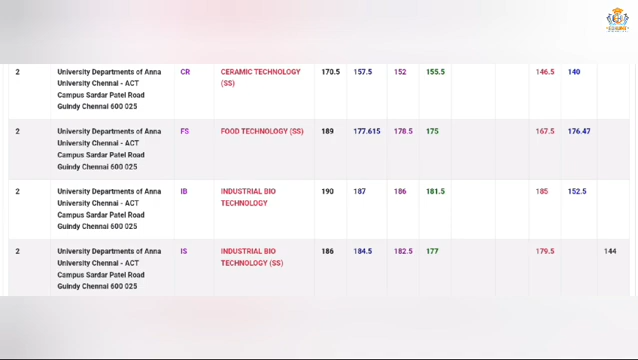 2 University Departments of Anna CR CERAMIC TECHNOLOGY 170.5 157.5 152 155.5 146.5 140
University Chennai - ACT (SS)
Campus Sardar Patel Road
Guindy Chennai 600 025
2 University Departments of Anna FS FOOD TECHNOLOGY (SS) 189 177.615 178.5 175 167.5 176.47
University Chennai - ACT
Campus Sardar Patel Road
Guindy Chennai 600 025
2 University Departments of Anna IB INDUSTRIAL BIO 190 187 186 181.5 185 152.5
University Chennai - ACT TECHNOLOGY
Campus Sardar Patel Road
Guindy Chennai 600 025
2 University Departments of Anna IS INDUSTRIAL BIO 186 184.5 182.5 177 179.5 144
University Chennai - ACT TECHNOLOGY (SS)
Campus Sardar Patel Road
Guindy Chennai 600 025